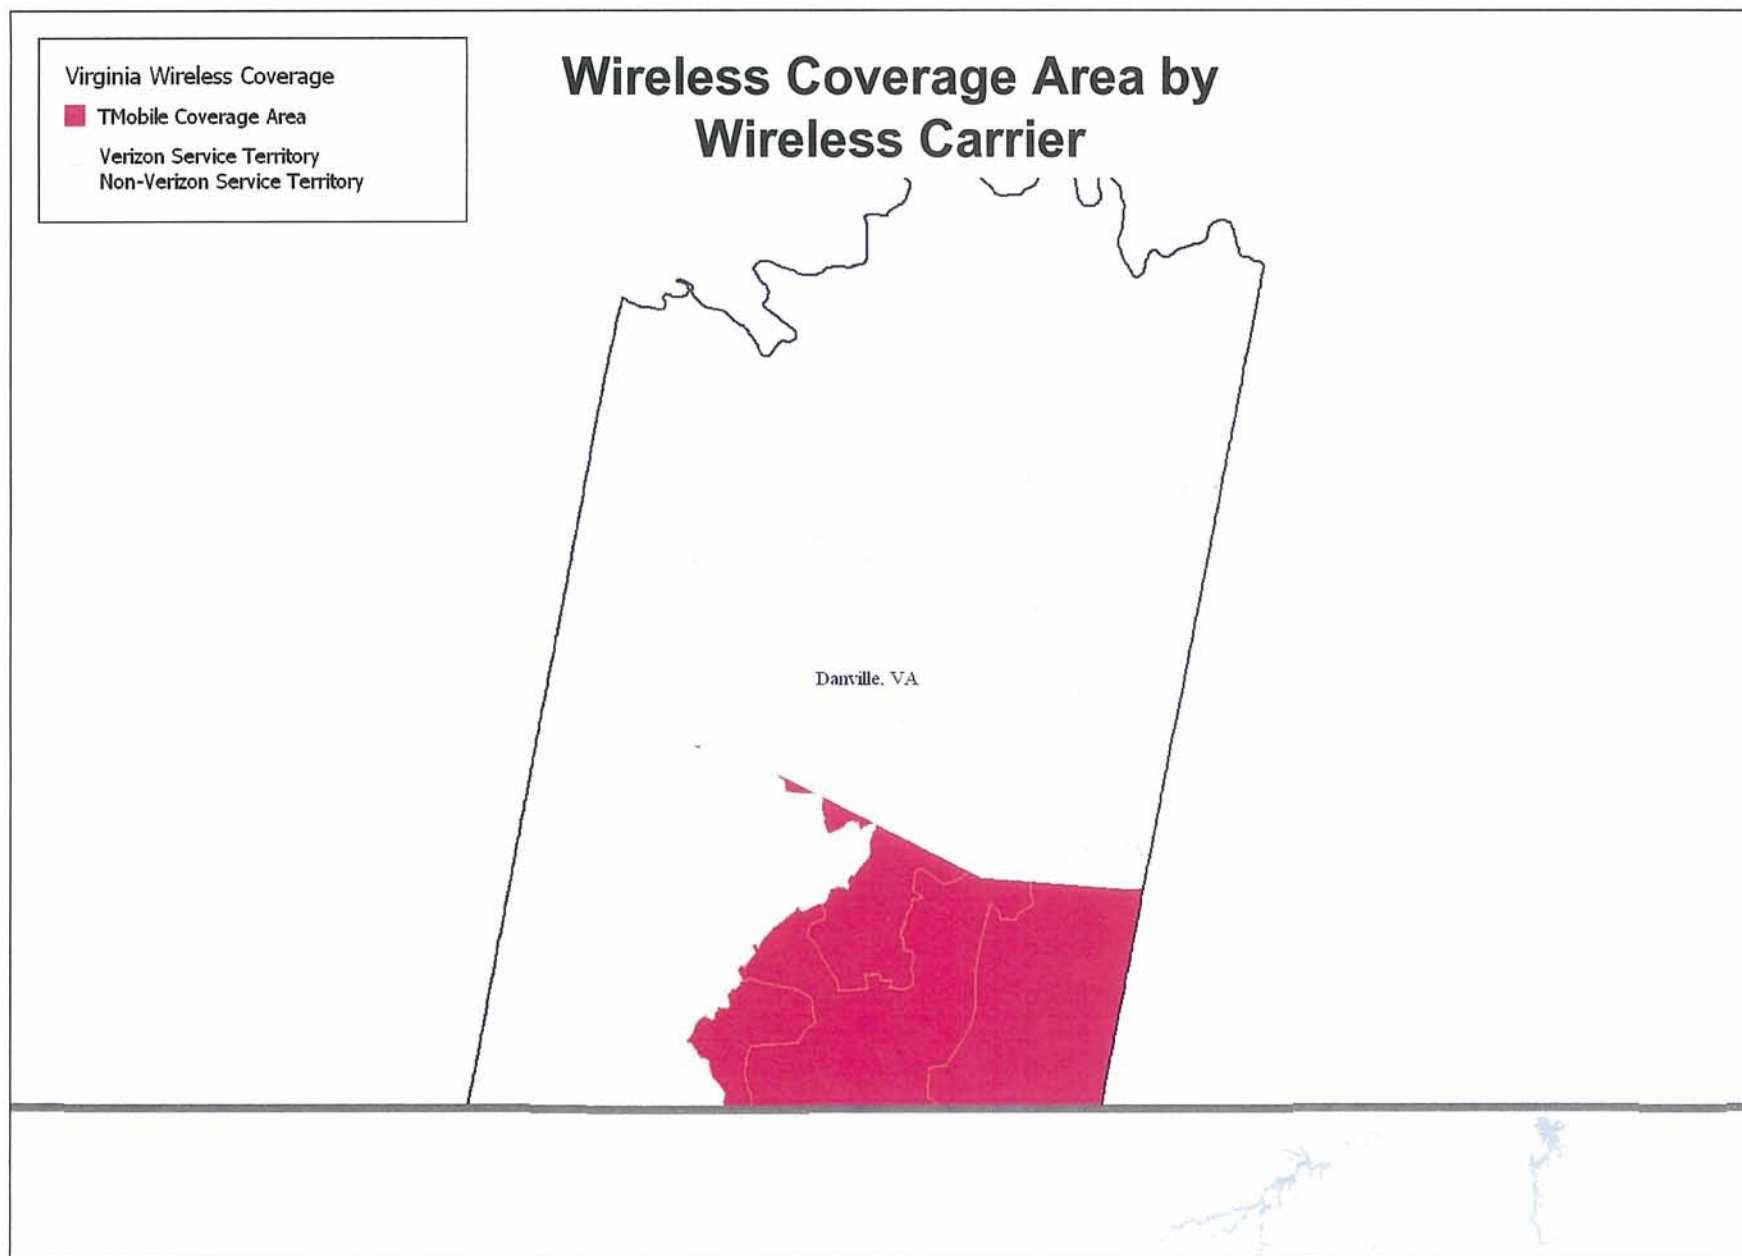 Wireless Coverage Area by
Wireless Carrier
Virginia Wireless Coverage
TMobile Coverage Area
Verizon Service Territory
Non-Verizon Service Territory
Danville, VA